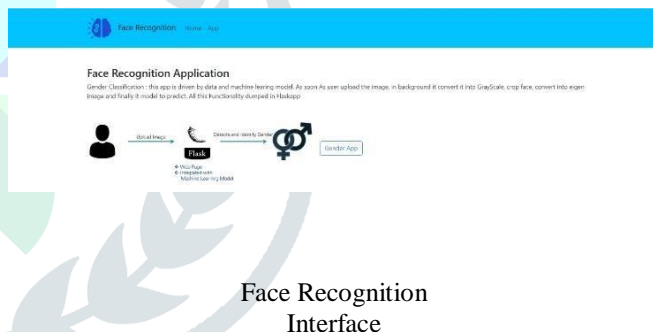 Face Recognition Home App
Face Recognition Application
Gender Classification : this app is driven by data and machine learing model. As soon As user upload the image, in background it convert it into GrayScale, crop face, convert into eigen
image and finally it model to predict. All this Functionality dumped in Flaskapp
Upload Image
Detects and Identify Gender
Flask
Gender App
Web Page
Integrated with
Machine Learning Model
Face Recognition
Interface